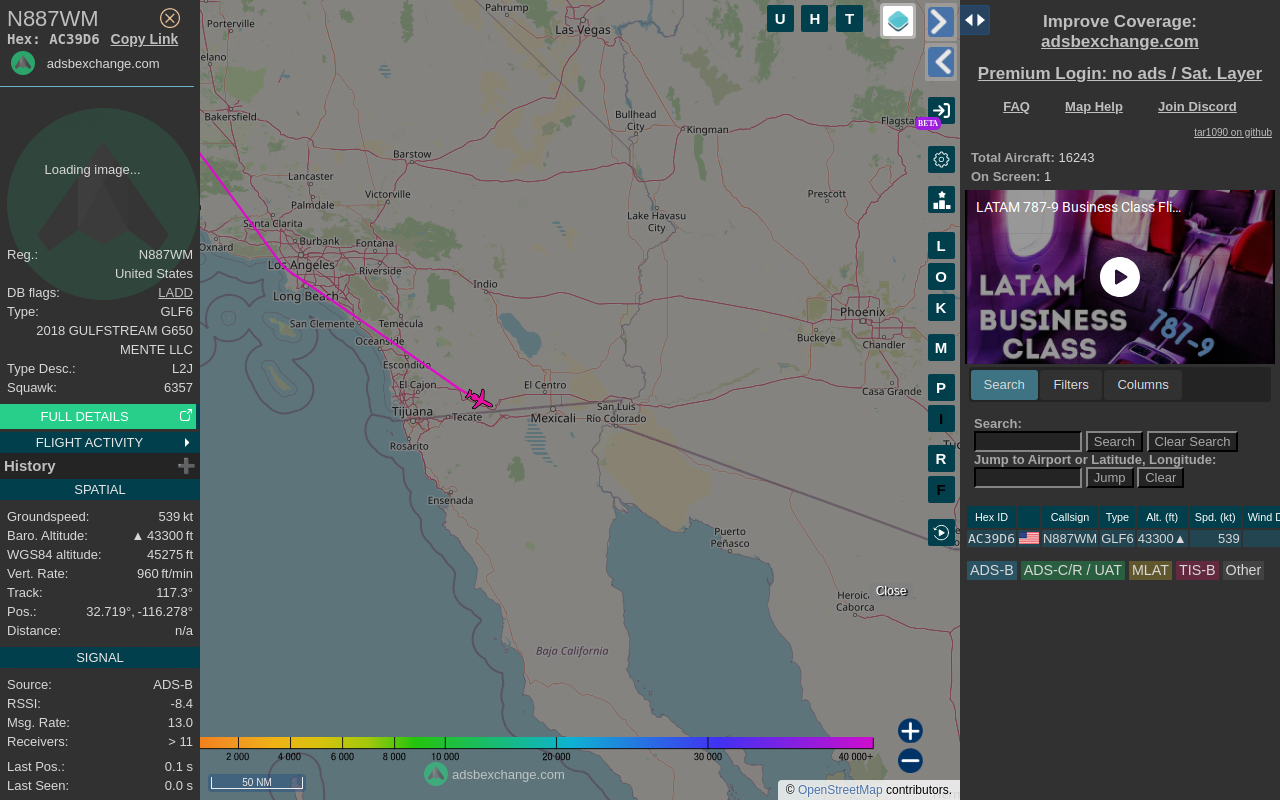 N887WM
Hex: AC39D6 Copy Link
adsbexchange.com
Loading image...
Reg.: N887WM
United States
DB flags: LADD
Type: GLF6
2018 GULFSTREAM G650
MENTE LLC
Type Desc.: L2J
Squawk: 6357
FULL DETAILS
FLIGHT ACTIVITY
History
SPATIAL
Groundspeed: 539 kt
Baro. Altitude: ▲ 43300 ft
WGS84 altitude: 45275 ft
Vert. Rate: 960 ft/min
Track: 117.3°
Pos.: 32.719°, -116.278°
Distance: n/a
SIGNAL
Source: ADS-B
RSSI: -8.4
Msg. Rate: 13.0
Receivers: > 11
Last Pos.: 0.1 s
Last Seen: 0.0 s
Pahrump
Porterville
Las Vegas
elano
Bakersfield
Bullhead
City
Kingman
Flagsta
Barstow
Lancaster
Victorville
Palmdale
Prescott
Santa Clarita
Lake Havasu
City
Oxnard
Burbank
Fontana
Los Angeles
Riverside
Indio
Long Beach
San Clemente
Temecula
Phoenix
Oceanside
Buckeye
Chandler
Escondido
El Cajon
El Centro
Casa Grande
Tijuana
Tecate
Mexicali
San Luis
Río Colorado
Rosarito
Tuc
Ensenada
Puerto
Peñasco
Heroic.
Caborca
Baja California
Close
U H T
BETA
L
O
K
M
P
I
R
F
2 000 4 000 6 000 8 000 10 000 20 000 30 000 40 000+
adsbexchange.com
50 NM
© OpenStreetMap contributors.
Improve Coverage:
adsbexchange.com
Premium Login: no ads / Sat. Layer
FAQ Map Help Join Discord
tar1090 on github
Total Aircraft: 16243
On Screen: 1
LATAM 787-9 Business Class Fli...
LATAM
BUSINESS
CLASS
787-9
Search Filters Columns
Search:
Search Clear Search
Jump to Airport or Latitude, Longitude:
Jump Clear
Hex ID Callsign Type Alt. (ft) Spd. (kt) Wind D
AC39D6 N887WM GLF6 43300▲ 539
ADS-B ADS-C/R / UAT MLAT TIS-B Other